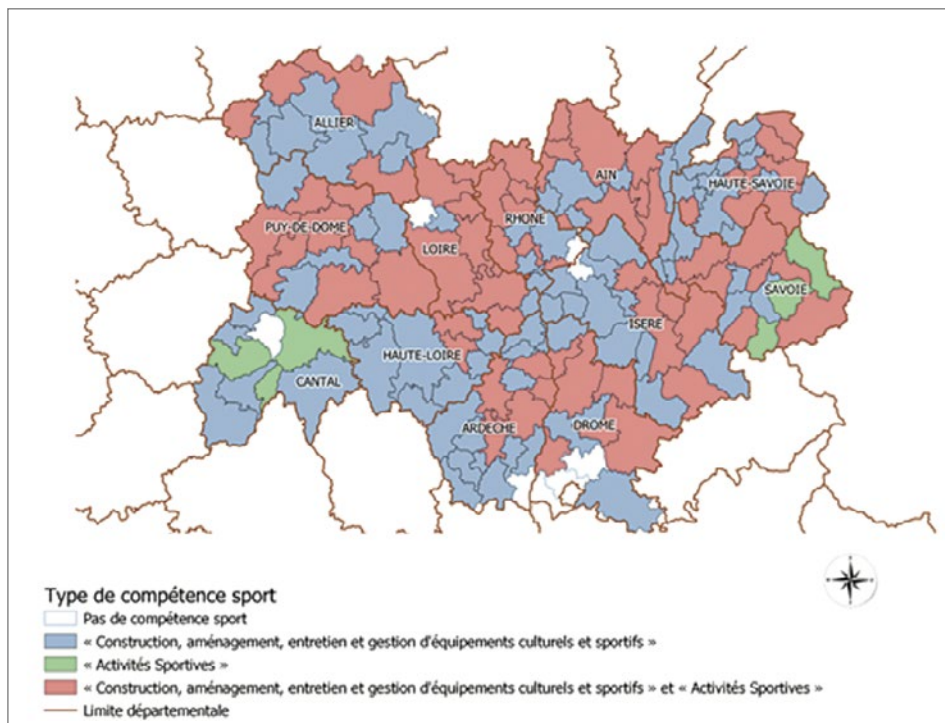 ALLIER
AIN
HAUTE-SAVOIE
PUY-DE-DOME
RHONE
LOIRE
SAVOIE
ISERE
HAUTE-LOIRE
CANTAL
ARDECHE
DROME
Type de compétence sport
Pas de compétence sport
« Construction, aménagement, entretien et gestion d'équipements culturels et sportifs »
« Activités Sportives »
« Construction, aménagement, entretien et gestion d'équipements culturels et sportifs » et « Activités Sportives »
Limite départementale